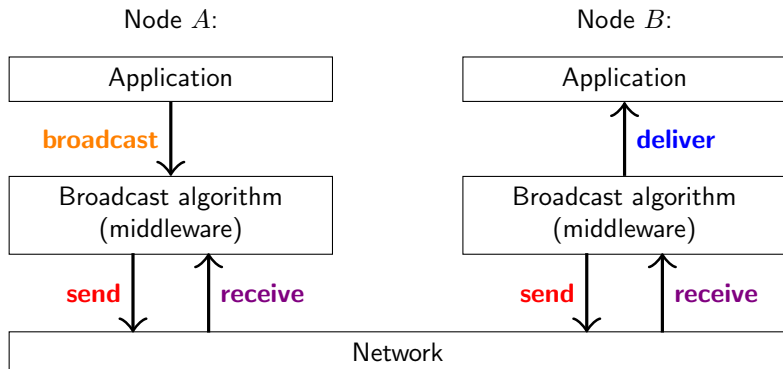 Node A:
Node B:
Application
Application
broadcast
deliver
Broadcast algorithm
(middleware)
Broadcast algorithm
(middleware)
send
receive
send
receive
Network